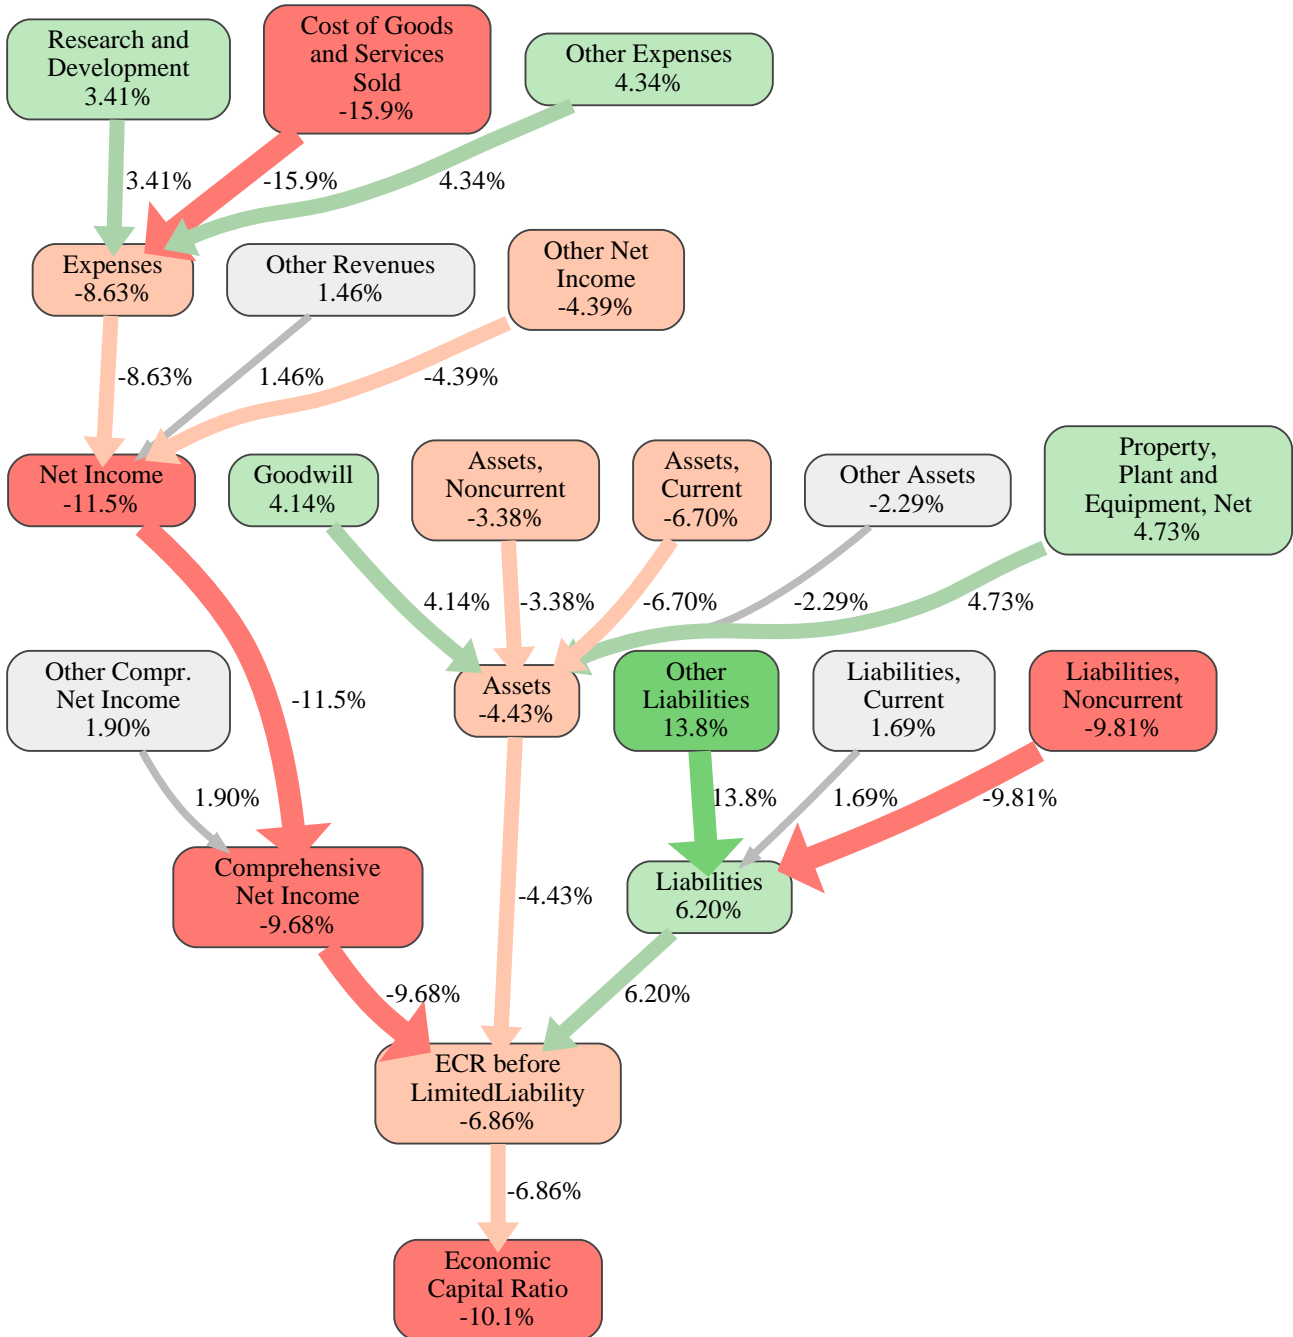 Research and
Development
3.41%
Cost of Goods
and Services
Sold
-15.9%
Other Expenses
4.34%
3.41%
-15.9%
4.34%
Expenses
-8.63%
Other Revenues
1.46%
Other Net
Income
-4.39%
-8.63%
1.46%
-4.39%
Net Income
-11.5%
Goodwill
4.14%
Assets,
Noncurrent
-3.38%
Assets,
Current
-6.70%
Other Assets
-2.29%
Property,
Plant and
Equipment, Net
4.73%
4.14%
-3.38%
-6.70%
-2.29%
4.73%
Other Compr.
Net Income
1.90%
-11.5%
Assets
-4.43%
Other
Liabilities
13.8%
Liabilities,
Current
1.69%
Liabilities,
Noncurrent
-9.81%
1.90%
13.8%
1.69%
-9.81%
Comprehensive
Net Income
-9.68%
-4.43%
Liabilities
6.20%
-9.68%
6.20%
ECR before
LimitedLiability
-6.86%
-6.86%
Economic
Capital Ratio
-10.1%